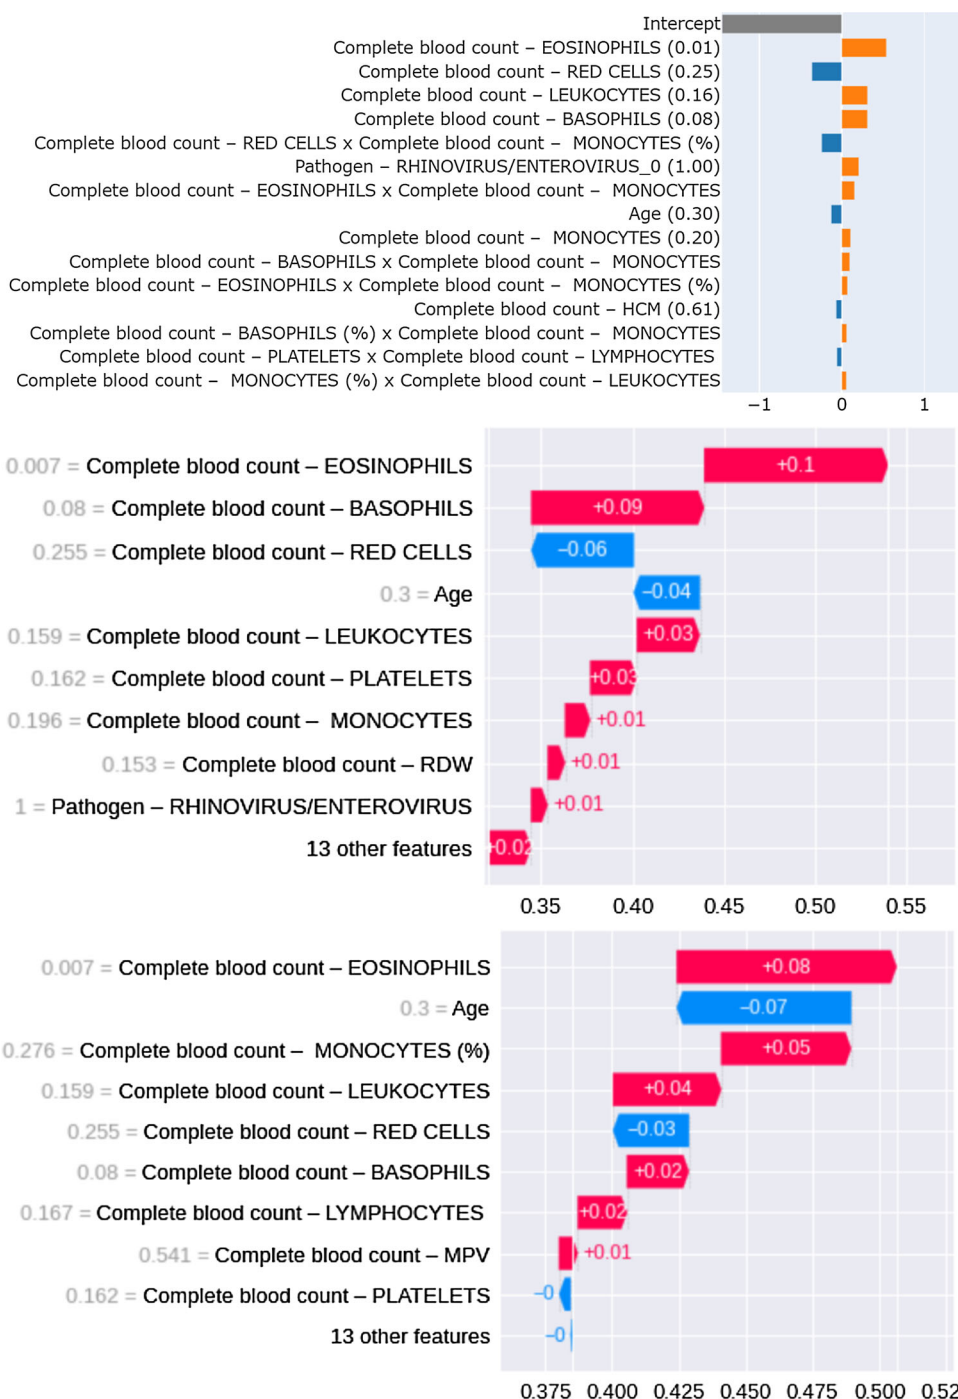 Intercept
Complete blood count – EOSINOPHILS (0.01)
Complete blood count – RED CELLS (0.25)
Complete blood count – LEUKOCYTES (0.16)
Complete blood count – BASOPHILS (0.08)
Complete blood count – RED CELLS x Complete blood count – MONOCYTES (%)
Pathogen – RHINOVIRUS/ENTEROVIRUS_0 (1.00)
Complete blood count – EOSINOPHILS x Complete blood count – MONOCYTES
Age (0.30)
Complete blood count – MONOCYTES (0.20)
Complete blood count – BASOPHILS x Complete blood count – MONOCYTES
Complete blood count – EOSINOPHILS x Complete blood count – MONOCYTES (%)
Complete blood count – HCM (0.61)
Complete blood count – BASOPHILS (%) x Complete blood count – MONOCYTES
Complete blood count – PLATELETS x Complete blood count – LYMPHOCYTES
Complete blood count – MONOCYTES (%) x Complete blood count – LEUKOCYTES
−1 0 1
0.007 = Complete blood count – EOSINOPHILS +0.1
0.08 = Complete blood count – BASOPHILS +0.09
0.255 = Complete blood count – RED CELLS −0.06
0.3 = Age −0.04
0.159 = Complete blood count – LEUKOCYTES +0.03
0.162 = Complete blood count – PLATELETS +0.03
0.196 = Complete blood count – MONOCYTES +0.01
0.153 = Complete blood count – RDW +0.01
1 = Pathogen – RHINOVIRUS/ENTEROVIRUS +0.01
13 other features +0.02
0.35 0.40 0.45 0.50 0.55
0.007 = Complete blood count – EOSINOPHILS +0.08
0.3 = Age −0.07
0.276 = Complete blood count – MONOCYTES (%) +0.05
0.159 = Complete blood count – LEUKOCYTES +0.04
0.255 = Complete blood count – RED CELLS −0.03
0.08 = Complete blood count – BASOPHILS +0.02
0.167 = Complete blood count – LYMPHOCYTES +0.02
0.541 = Complete blood count – MPV +0.01
0.162 = Complete blood count – PLATELETS −0
13 other features −0
0.375 0.400 0.425 0.450 0.475 0.500